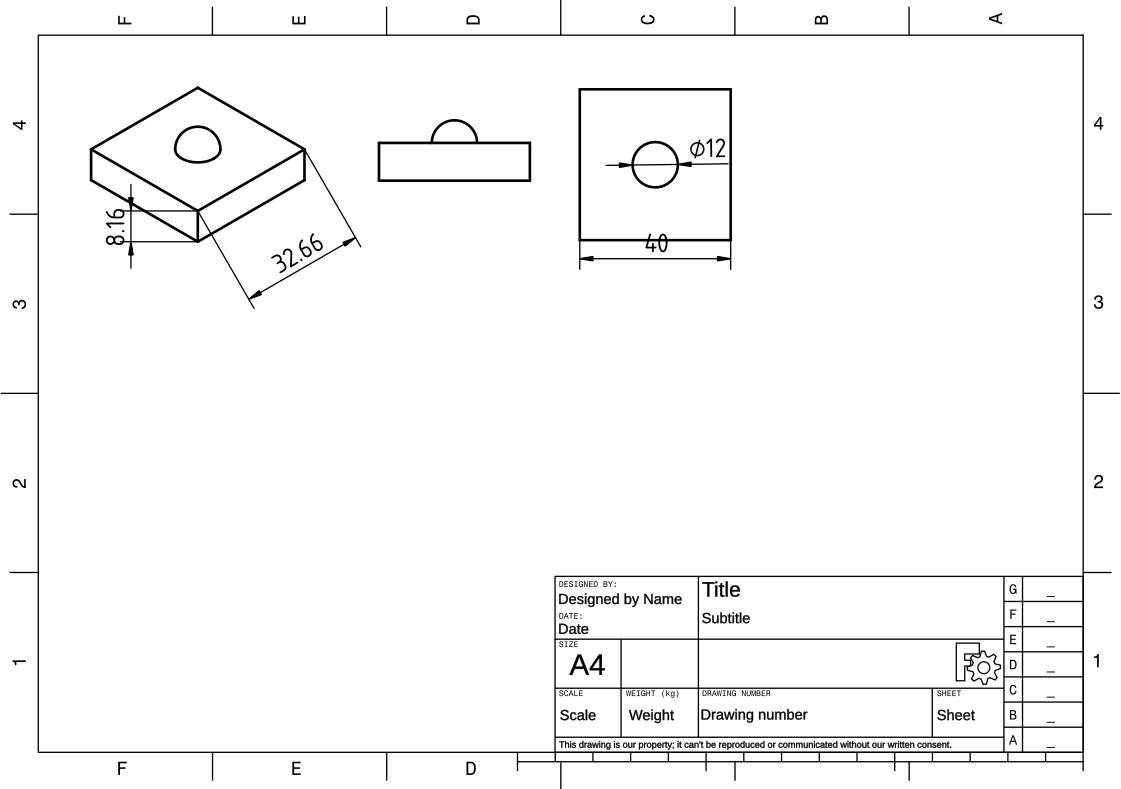 F E D C B A
4 4
⌀12
8.16
32.66
40
3 3
2 2
1 1
DESIGNED BY:
Designed by Name
DATE:
Date
Title
Subtitle
SIZE
A4
SCALE
Scale
WEIGHT (kg)
Weight
DRAWING NUMBER
Drawing number
SHEET
Sheet
G _
F _
E _
D _
C _
B _
A _
This drawing is our property; it can't be reproduced or communicated without our written consent.
F E D